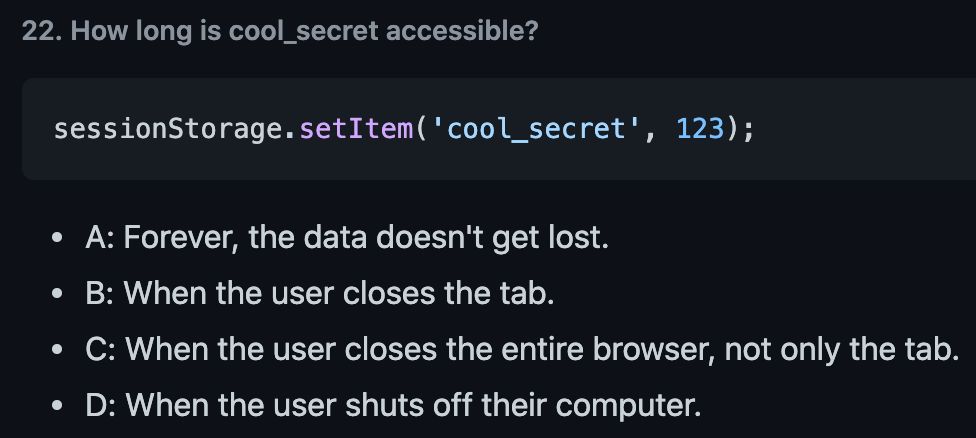 22. How long is cool_secret accessible?
sessionStorage.setItem('cool_secret', 123);
• A: Forever, the data doesn't get lost.
• B: When the user closes the tab.
• C: When the user closes the entire browser, not only the tab.
• D: When the user shuts off their computer.